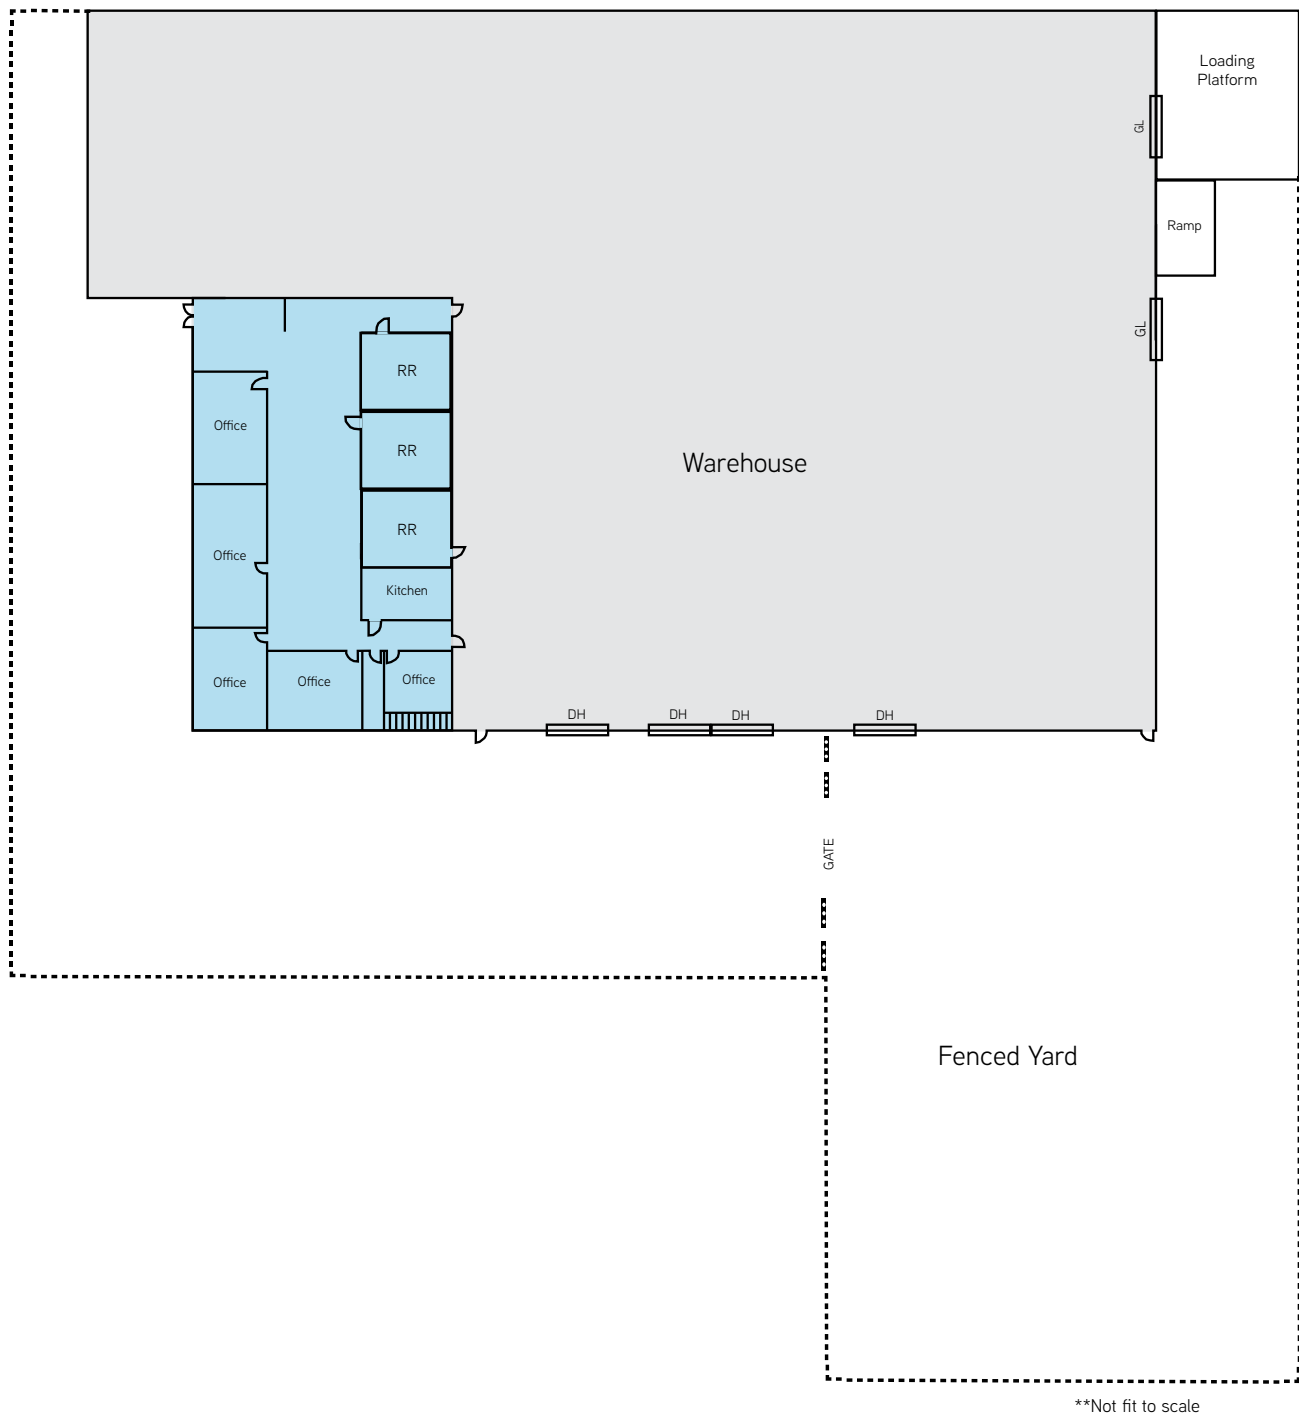 Loading
Platform
GL
Ramp
GL
RR
Office
RR
Warehouse
RR
Office
Kitchen
Office
Office
Office
DH
DH
DH
DH
GATE
Fenced Yard
**Not fit to scale